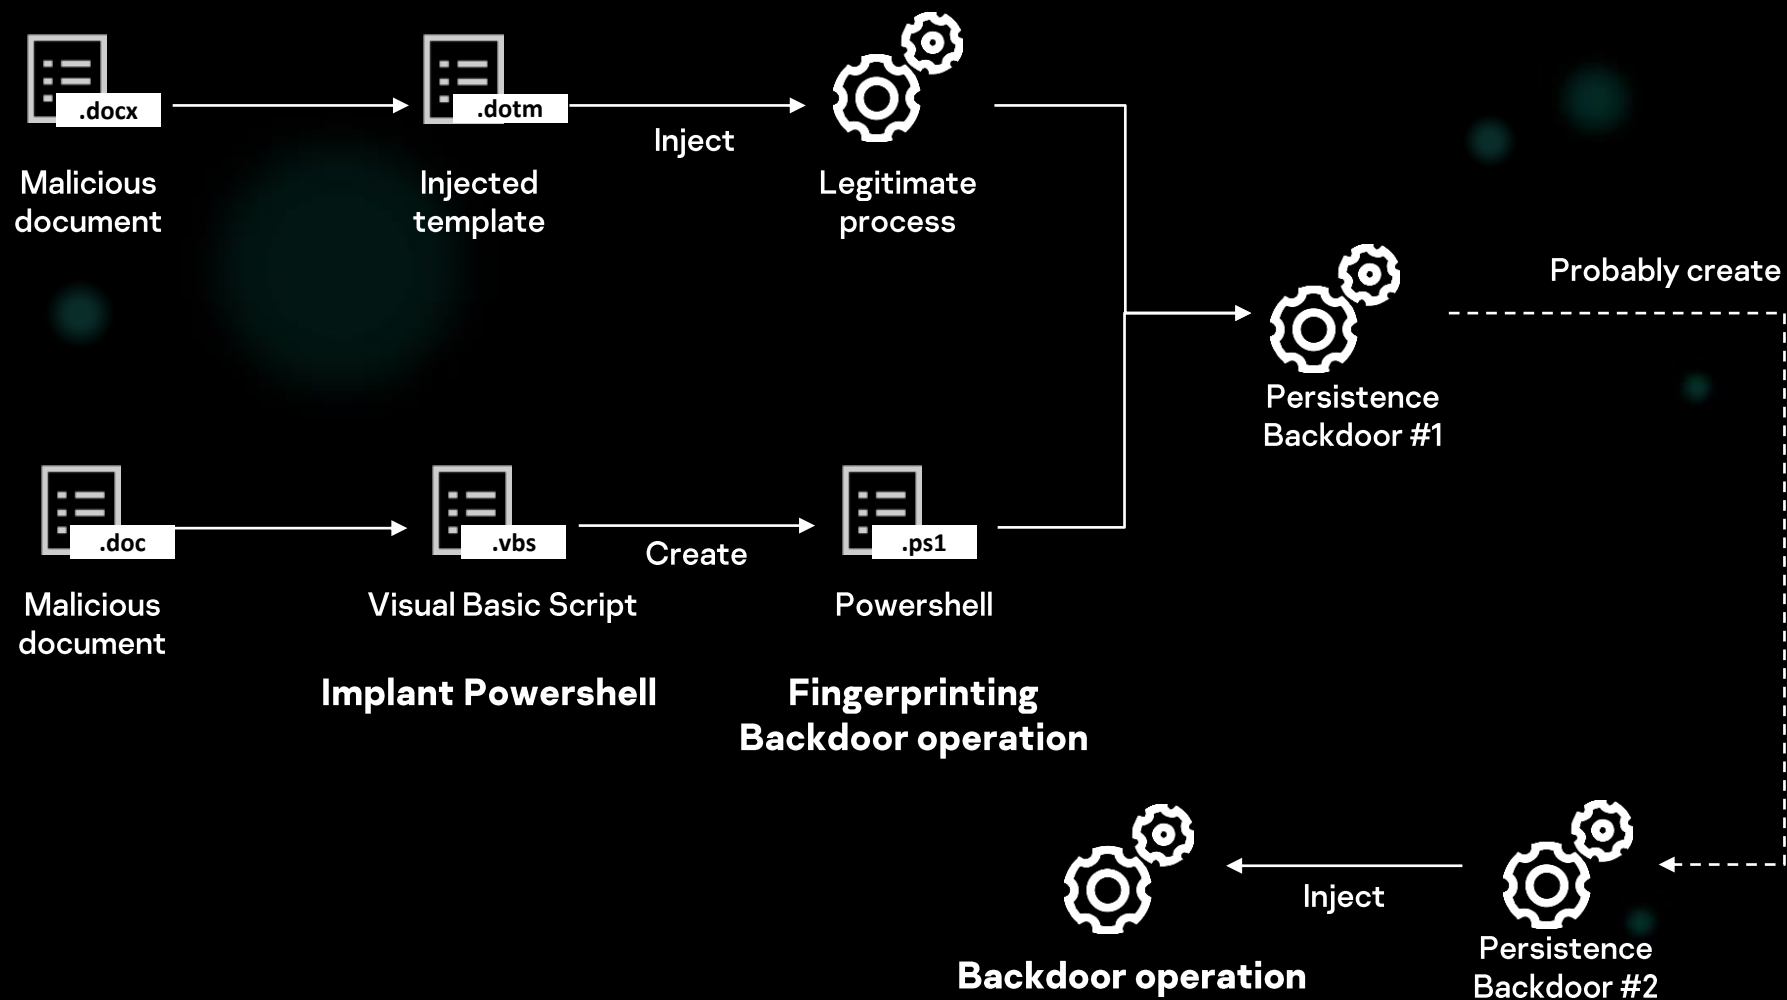 .docx
Malicious
document
.dotm
Injected
template
Inject
Legitimate
process
Probably create
Persistence
Backdoor #1
.doc
Malicious
document
.vbs
Visual Basic Script
Implant Powershell
Create
.ps1
Powershell
Fingerprinting
Backdoor operation
Backdoor operation
Inject
Persistence
Backdoor #2